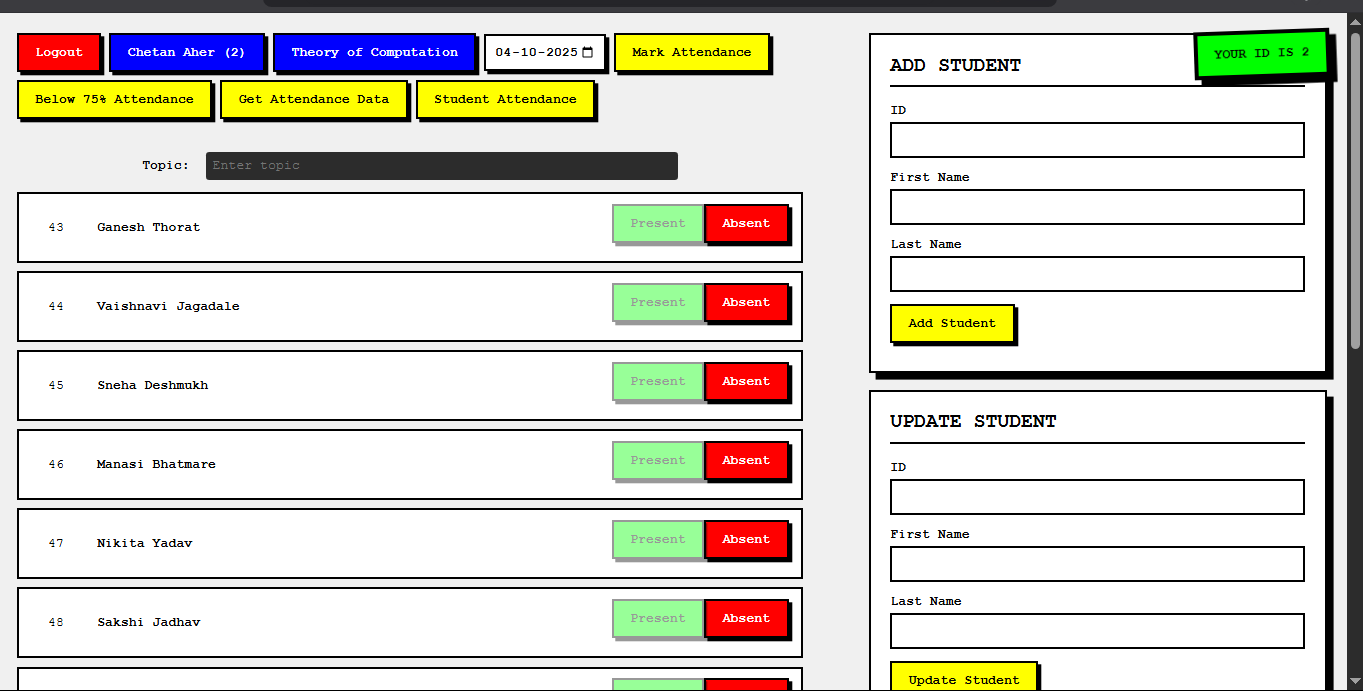 Logout Chetan Aher (2) Theory of Computation 04-10-2025 Mark Attendance
Below 75% Attendance Get Attendance Data Student Attendance
Topic: Enter topic
43 Ganesh Thorat Present Absent
44 Vaishnavi Jagadale Present Absent
45 Sneha Deshmukh Present Absent
46 Manasi Bhatmare Present Absent
47 Nikita Yadav Present Absent
48 Sakshi Jadhav Present Absent
YOUR ID IS 2
ADD STUDENT
ID
First Name
Last Name
Add Student
UPDATE STUDENT
ID
First Name
Last Name
Update Student